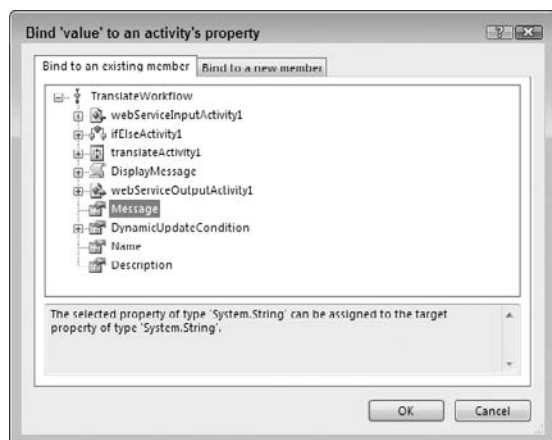 Bind 'value' to an activity's property
Bind to an existing member Bind to a new member
TranslateWorkflow
webServiceInputActivity1
ifElseActivity1
translateActivity1
DisplayMessage
webServiceOutputActivity1
Message
DynamicUpdateCondition
Name
Description
The selected property of type 'System.String' can be assigned to the target
property of type 'System.String'.
OK Cancel